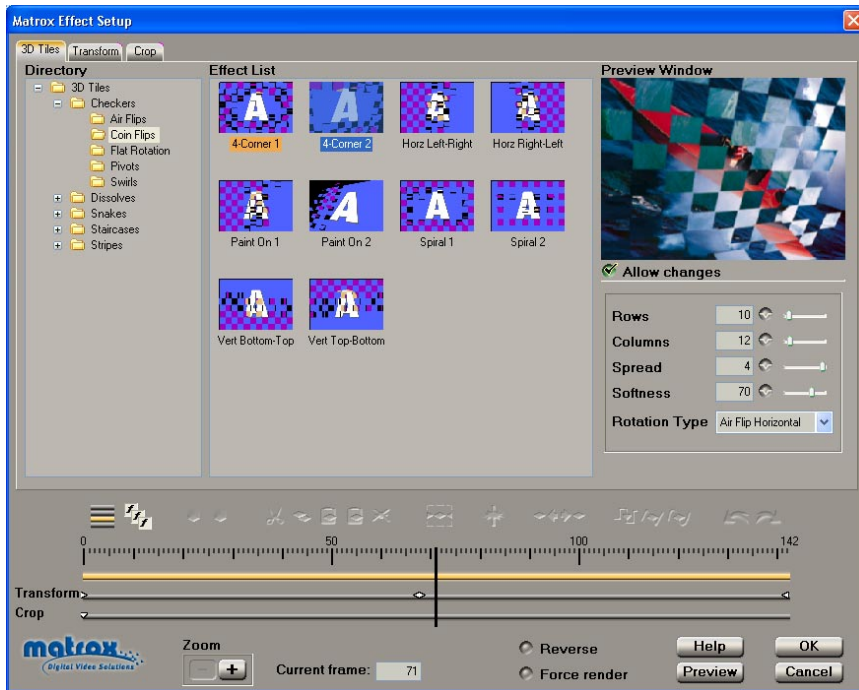 Matrox Effect Setup
3D Tiles Transform Crop
Directory
3D Tiles
Checkers
Air Flips
Coin Flips
Flat Rotation
Pivots
Swirls
Dissolves
Snakes
Staircases
Stripes
Effect List
A A A A
4-Corner 1 4-Corner 2 Horz Left-Right Horz Right-Left
A A A A
Paint On 1 Paint On 2 Spiral 1 Spiral 2
A A
Vert Bottom-Top Vert Top-Bottom
Preview Window
Allow changes
Rows 10
Columns 12
Spread 4
Softness 70
Rotation Type Air Flip Horizontal
fff
0 50 100 142
Transform
Crop
matrox
Digital Video Solutions
Zoom
- +
Current frame: 71
Reverse
Force render
Help OK
Preview Cancel